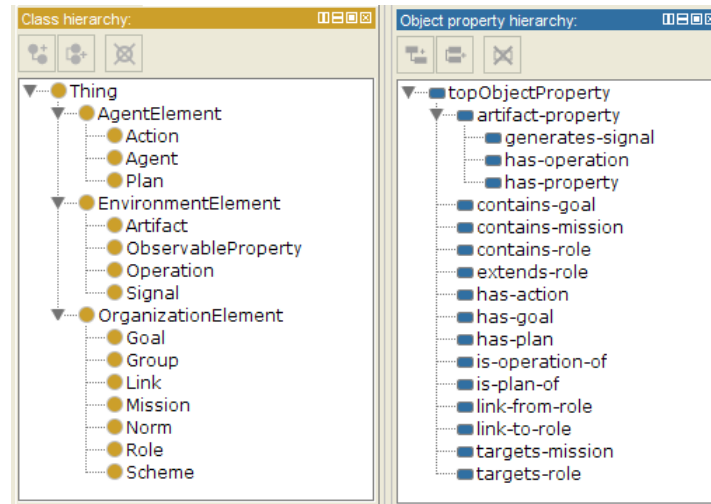 Class hierarchy:
Thing
AgentElement
Action
Agent
Plan
EnvironmentElement
Artifact
ObservableProperty
Operation
Signal
OrganizationElement
Goal
Group
Link
Mission
Norm
Role
Scheme
Object property hierarchy:
topObjectProperty
artifact-property
generates-signal
has-operation
has-property
contains-goal
contains-mission
contains-role
extends-role
has-action
has-goal
has-plan
is-operation-of
is-plan-of
link-from-role
link-to-role
targets-mission
targets-role